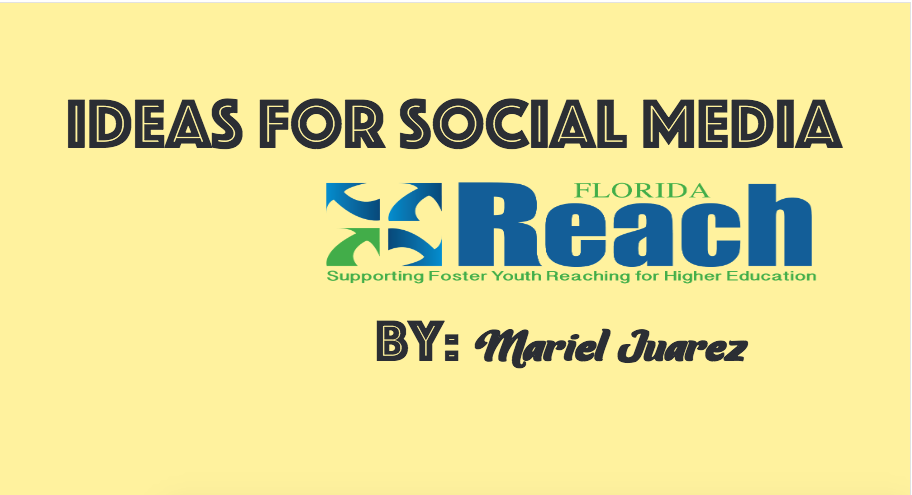 IDEAS FOR SOCIAL MEDIA
FLORIDA
Reach
Supporting Foster Youth Reaching for Higher Education
BY: Mariel Juarez